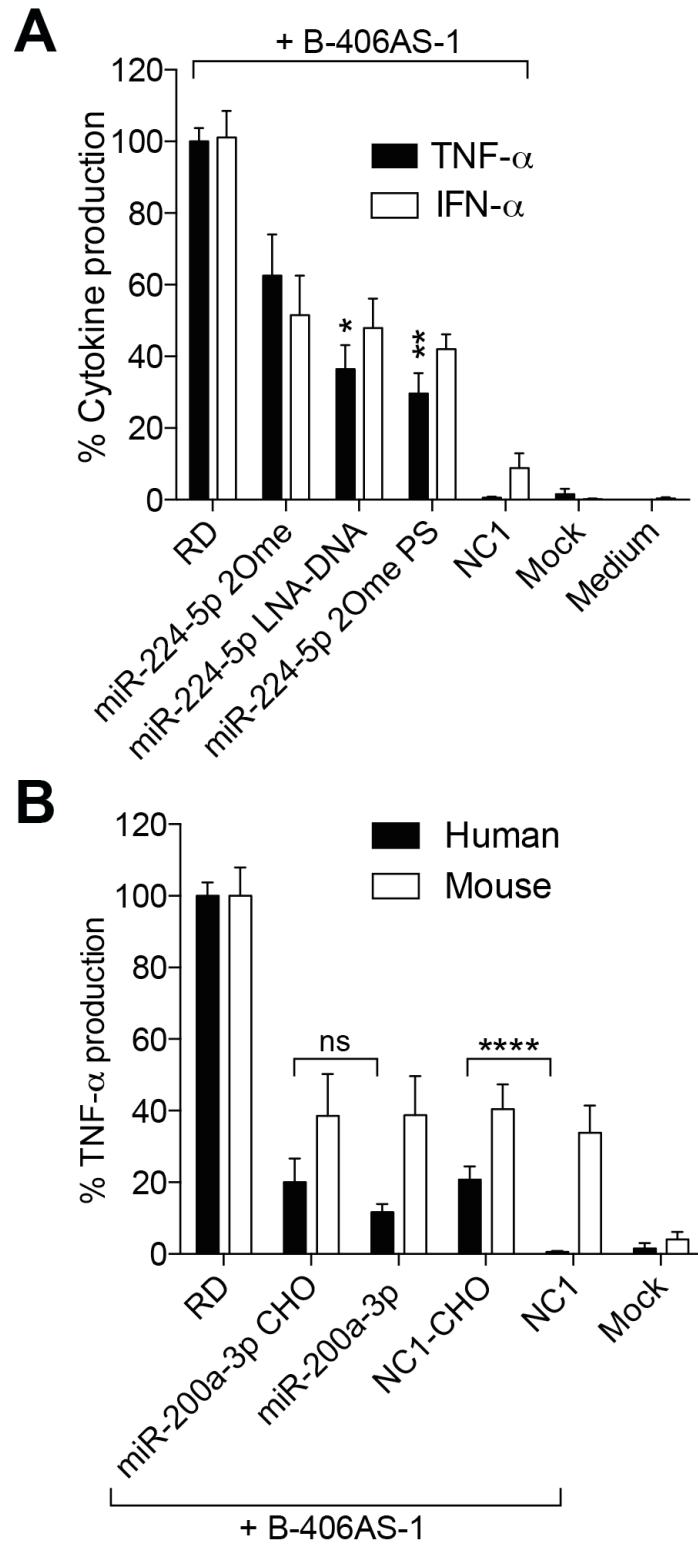 A
+ B-406AS-1
% Cytokine production
120
100
80
60
40
20
0
TNF-α
IFN-α
*
**
RD
miR-224-5p 2Ome
miR-224-5p LNA-DNA
miR-224-5p 2Ome PS
NC1
Mock
Medium
B
% TNF-α production
120
100
80
60
40
20
0
Human
Mouse
ns
****
RD
miR-200a-3p CHO
miR-200a-3p
NC1-CHO
NC1
Mock
+ B-406AS-1